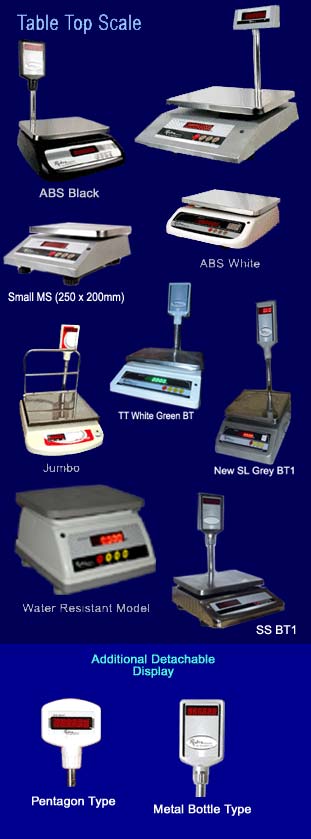 Table Top Scale
ABS Black
ABS White
Small MS (250 x 200mm)
TT White Green BT
Jumbo
New SL Grey BT1
Water Resistant Model
SS BT1
Additional Detachable
Display
Pentagon Type
Metal Bottle Type